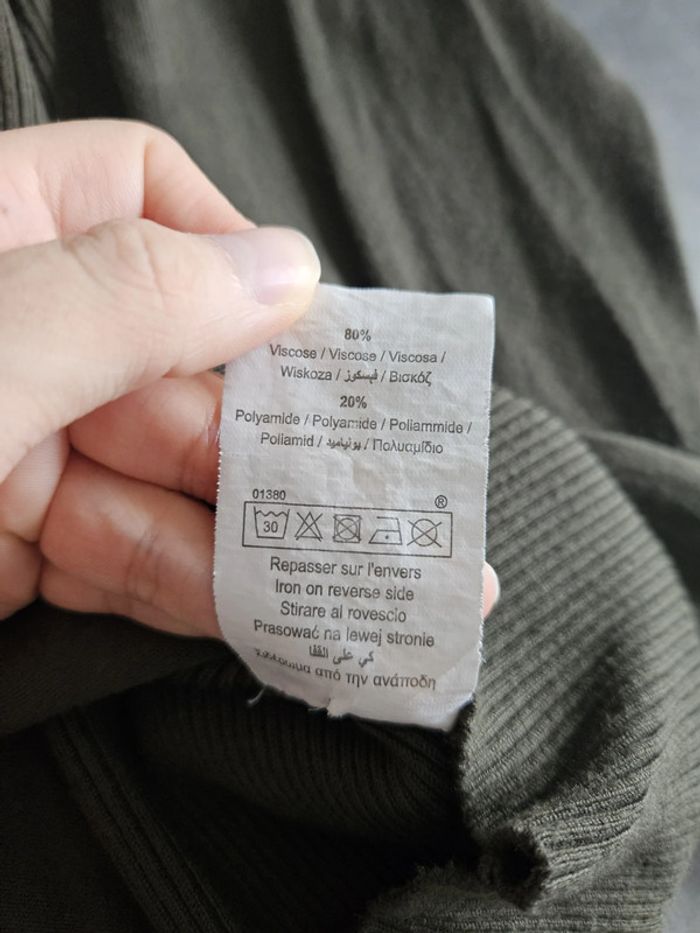 80%
Viscose / Viscose / Viscosa /
Wiskoza / فيسكوز / Βισκόζ
20%
Polyamide / Polyamide / Poliammide /
Poliamid / بولياميد / Πολυαμίδιο
01380
®
30
Repasser sur l'envers
Iron on reverse side
Stirare al rovescio
Prasować na lewej stronie
كي على القفا
από την ανάποδη